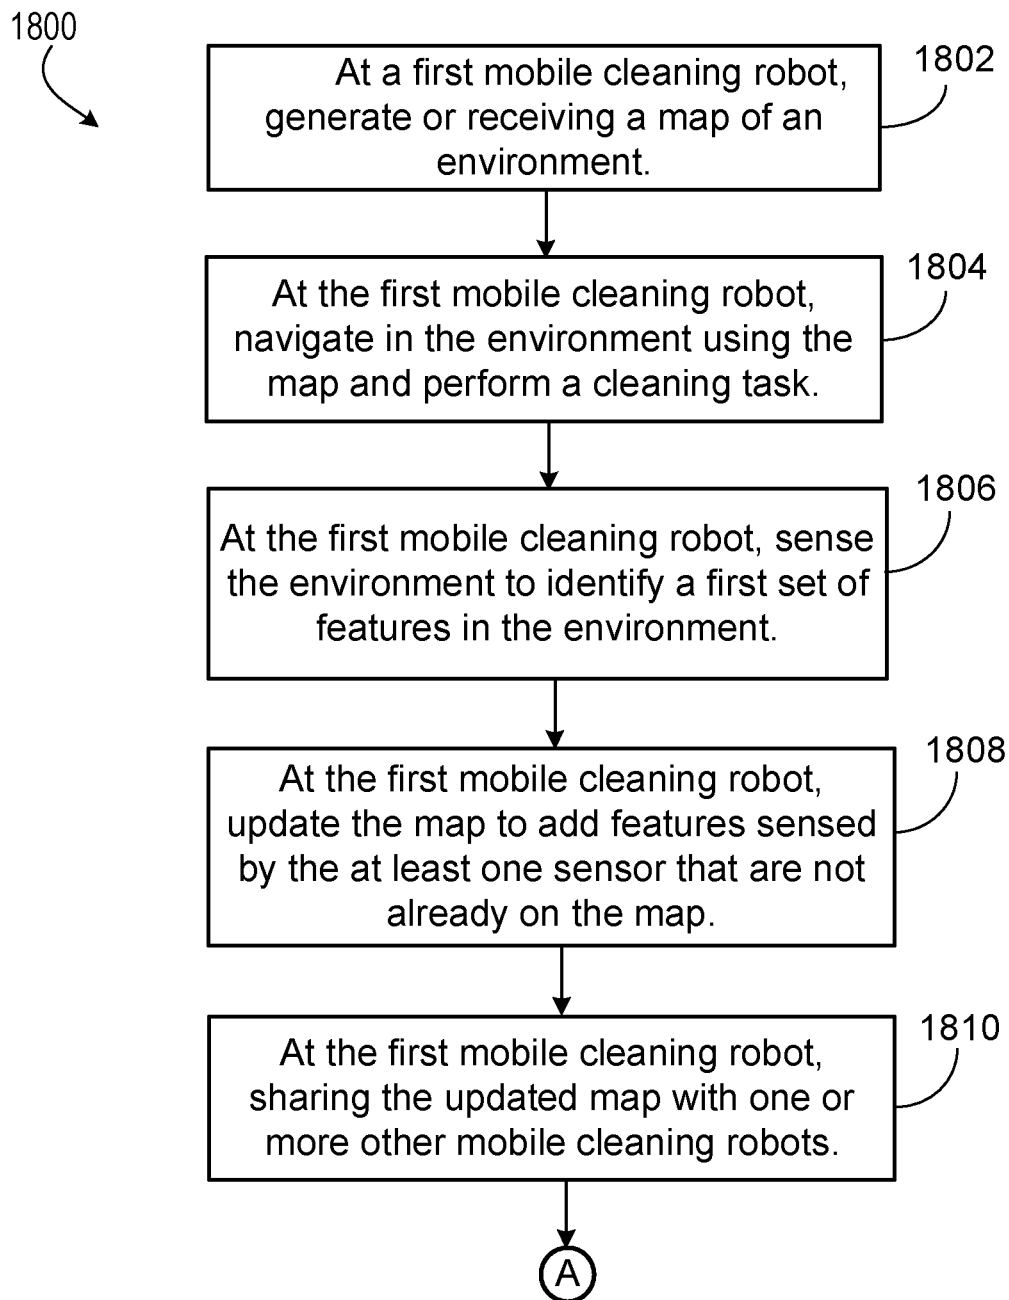 1800
At a first mobile cleaning robot,
generate or receiving a map of an
environment.
1802
At the first mobile cleaning robot,
navigate in the environment using the
map and perform a cleaning task.
1804
At the first mobile cleaning robot, sense
the environment to identify a first set of
features in the environment.
1806
At the first mobile cleaning robot,
update the map to add features sensed
by the at least one sensor that are not
already on the map.
1808
At the first mobile cleaning robot,
sharing the updated map with one or
more other mobile cleaning robots.
1810
A